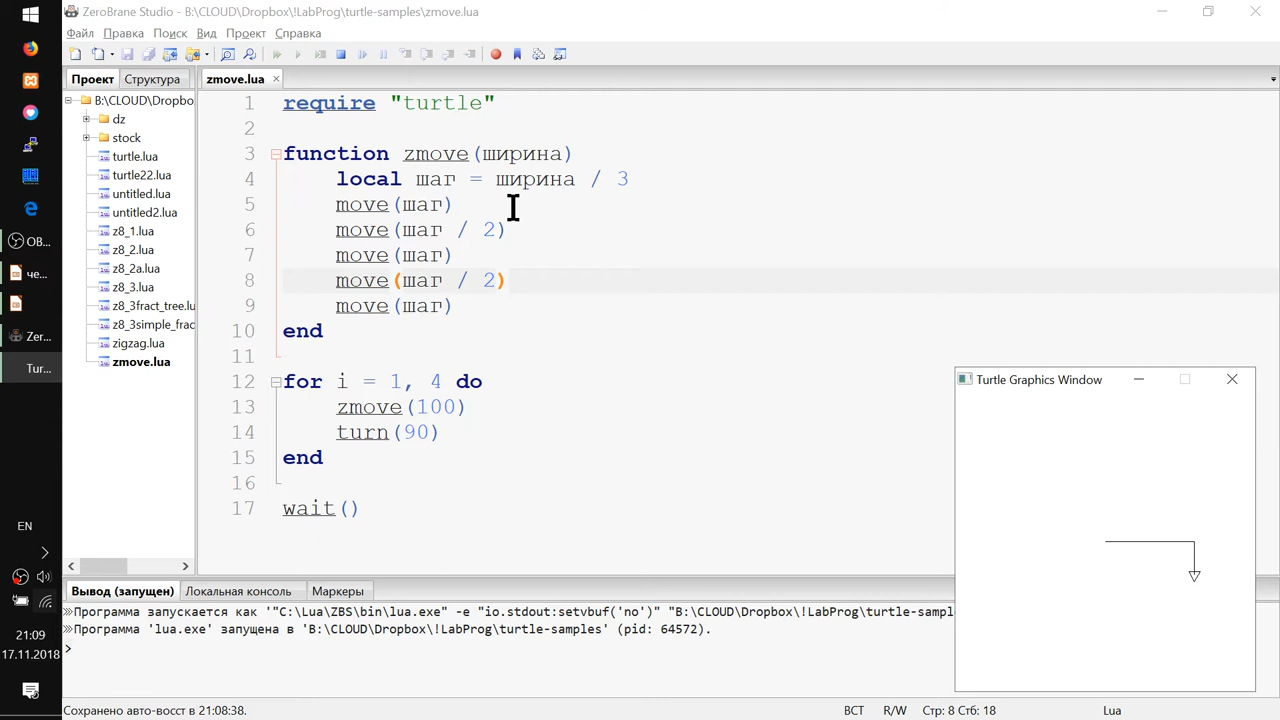 ZeroBrane Studio - B:\CLOUD\Dropbox\!LabProg\turtle-samples\zmove.lua
Файл Правка Поиск Вид Проект Справка
Проект Структура
zmove.lua
B:\CLOUD\Dropbo
dz
stock
turtle.lua
turtle22.lua
untitled.lua
untitled2.lua
z8_1.lua
z8_2.lua
z8_2a.lua
z8_3.lua
z8_3fract_tree.lu
z8_3simple_frac
zigzag.lua
zmove.lua
1 require "turtle"
2
3 function zmove(ширина)
4 local шаг = ширина / 3
5 move(шаг)
6 move(шаг / 2)
7 move(шаг)
8 move(шаг / 2)
9 move(шаг)
10 end
11
12 for i = 1, 4 do
13 zmove(100)
14 turn(90)
15 end
16
17 wait()
Turtle Graphics Window
OB...
че...
Zer...
Tur...
EN
21:09
17.11.2018
Вывод (запущен) Локальная консоль Маркеры
Программа запускается как '"C:\Lua\ZBS\bin\lua.exe" -e "io.stdout:setvbuf('no')" "B:\CLOUD\Dropbox\!LabProg\turtle-sampl
Программа 'lua.exe' запущена в 'B:\CLOUD\Dropbox\!LabProg\turtle-samples' (pid: 64572).
>
Сохранено авто-восст в 21:08:38.
ВСТ R/W Стр: 8 Стб: 18 Lua